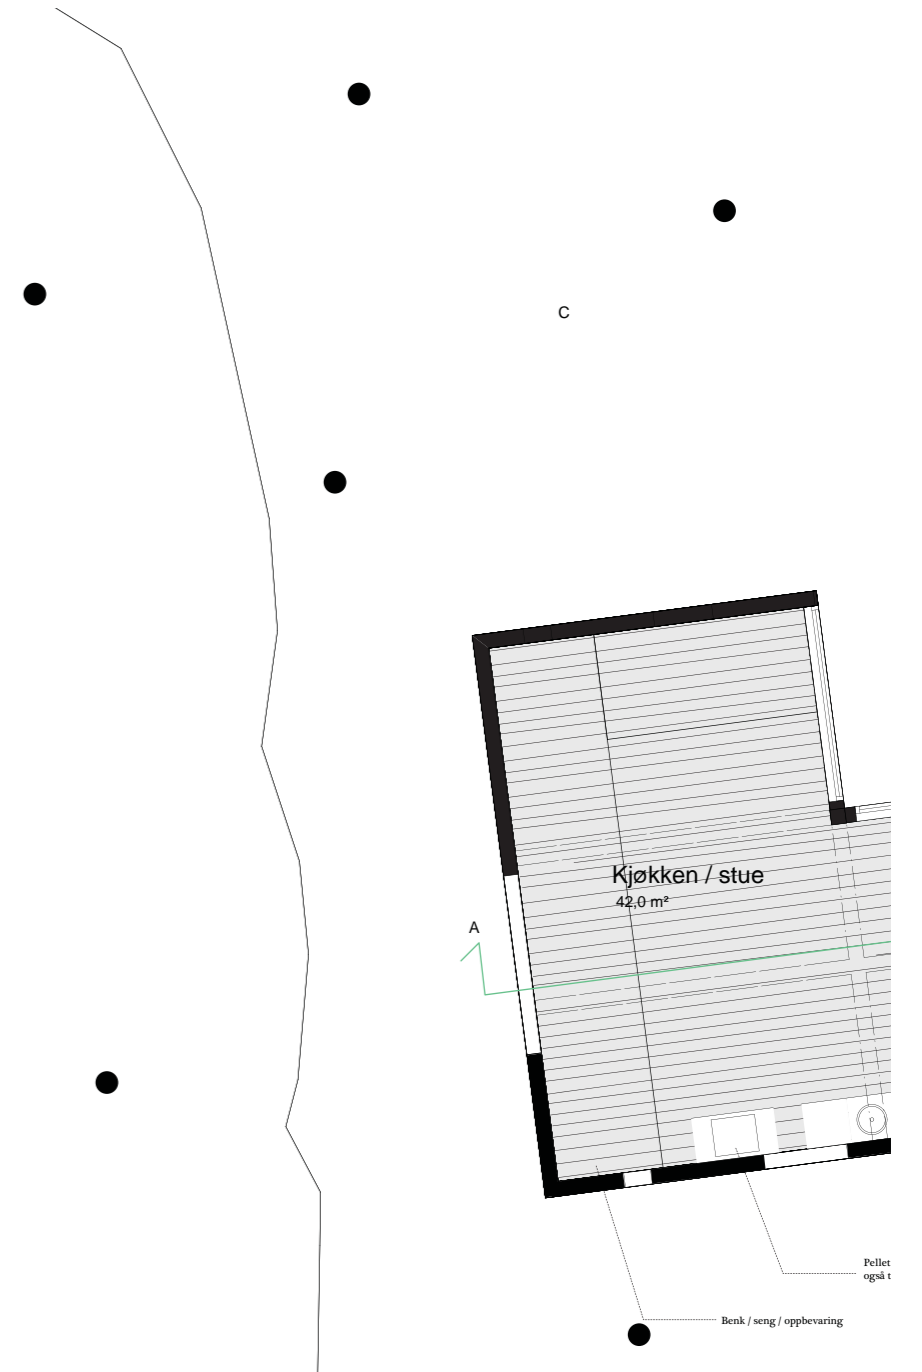 C
Kjøkken / stue
42,0 m²
A
Pellet
også t
Benk / seng / oppbevaring